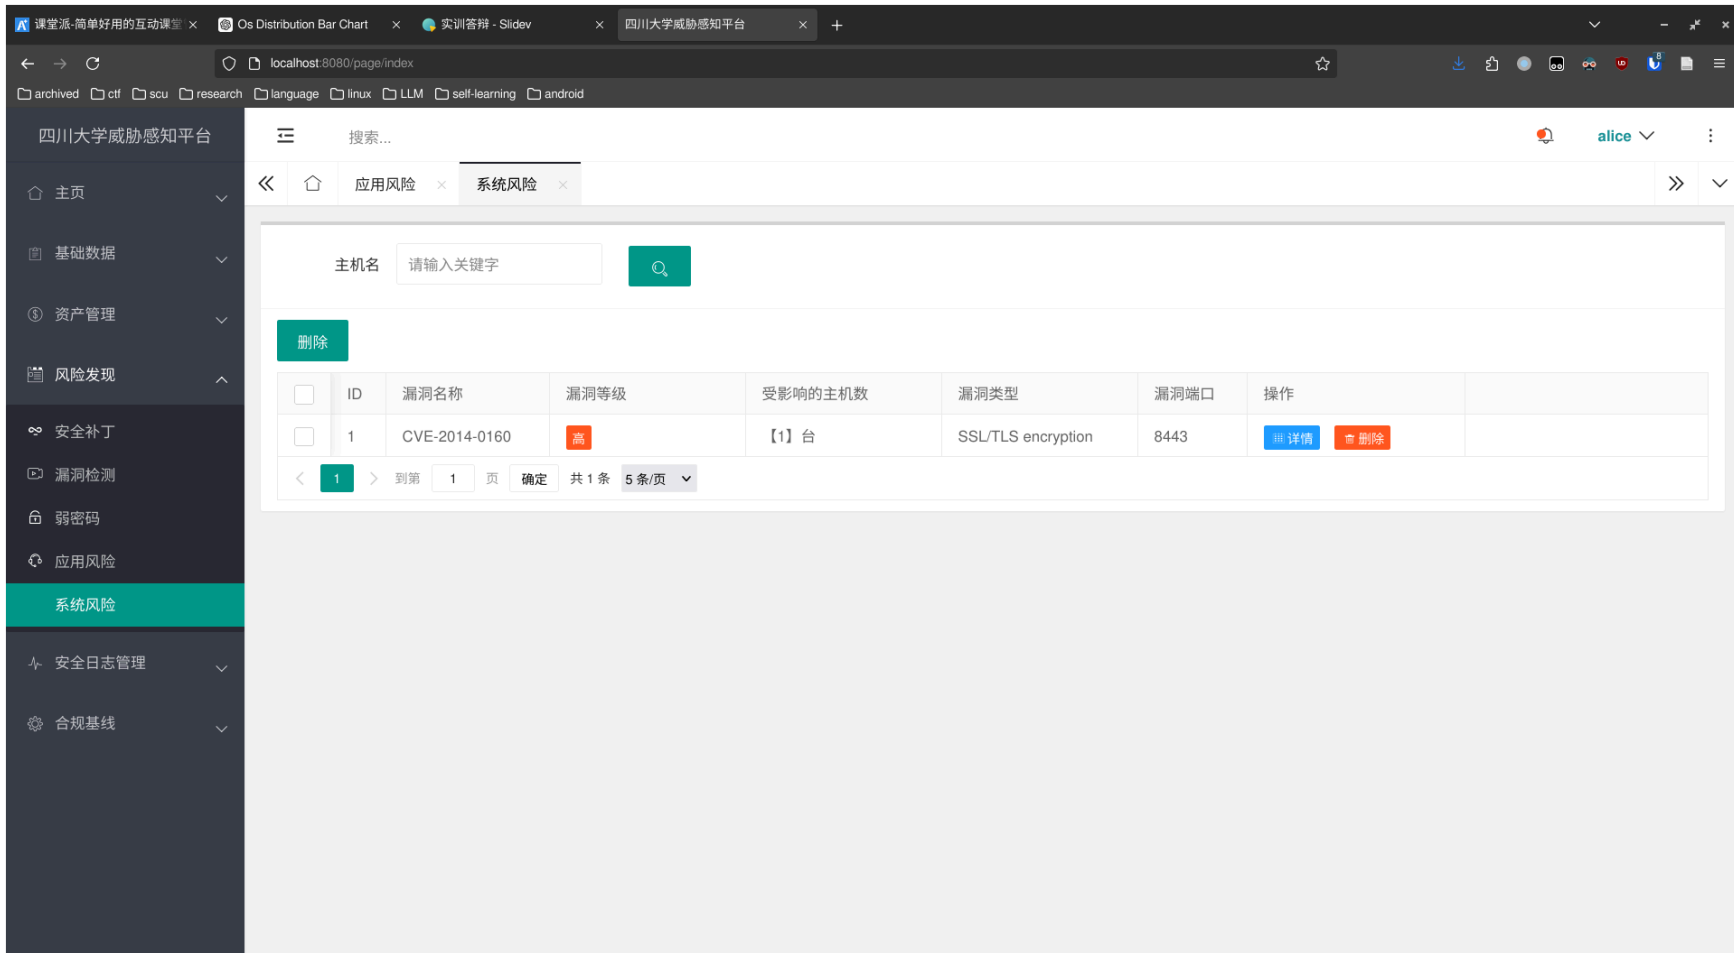 课堂派-简单好用的互动课堂
Os Distribution Bar Chart
实训答辩 - Slidev
四川大学威胁感知平台
localhost:8080/page/index
8
archived ctf scu research language linux LLM self-learning android
四川大学威胁感知平台
搜索...
alice
主页
应用风险
系统风险
基础数据
主机名
请输入关键字
资产管理
删除
风险发现
ID 漏洞名称 漏洞等级 受影响的主机数 漏洞类型 漏洞端口 操作
1 CVE-2014-0160 高 【1】台 SSL/TLS encryption 8443 详情 删除
1 到第 1 页 确定 共 1 条 5 条/页
安全补丁
漏洞检测
弱密码
应用风险
系统风险
安全日志管理
合规基线